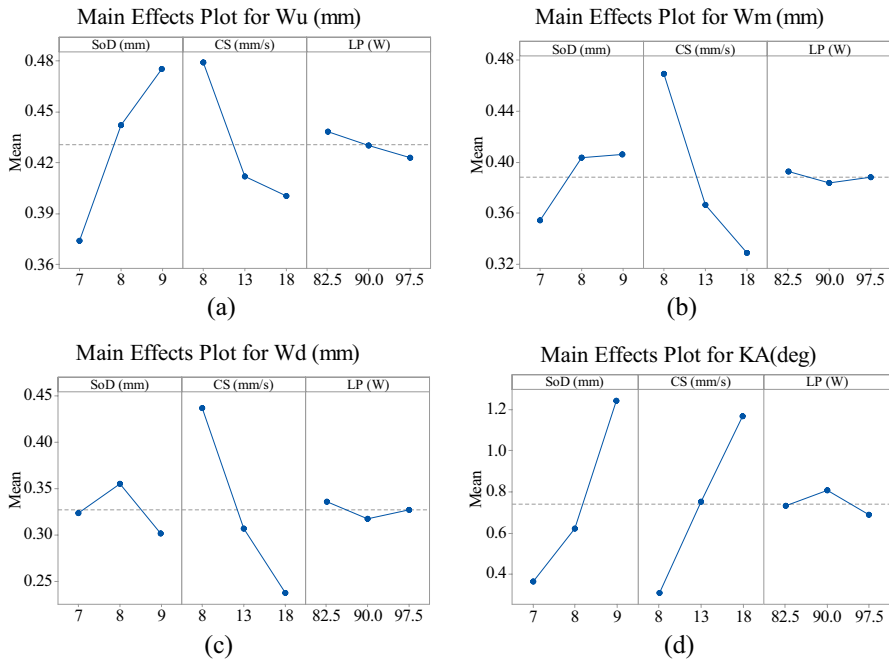 Main Effects Plot for Wu (mm)
SoD (mm) CS (mm/s) LP (W)
0.48
0.45
0.42
0.39
0.36
Mean
7 8 9 8 13 18 82.5 90.0 97.5
(a)
Main Effects Plot for Wm (mm)
SoD (mm) CS (mm/s) LP (W)
0.48
0.44
0.40
0.36
0.32
Mean
7 8 9 8 13 18 82.5 90.0 97.5
(b)
Main Effects Plot for Wd (mm)
SoD (mm) CS (mm/s) LP (W)
0.45
0.40
0.35
0.30
0.25
Mean
7 8 9 8 13 18 82.5 90.0 97.5
(c)
Main Effects Plot for KA(deg)
SoD (mm) CS (mm/s) LP (W)
1.2
1.0
0.8
0.6
0.4
Mean
7 8 9 8 13 18 82.5 90.0 97.5
(d)